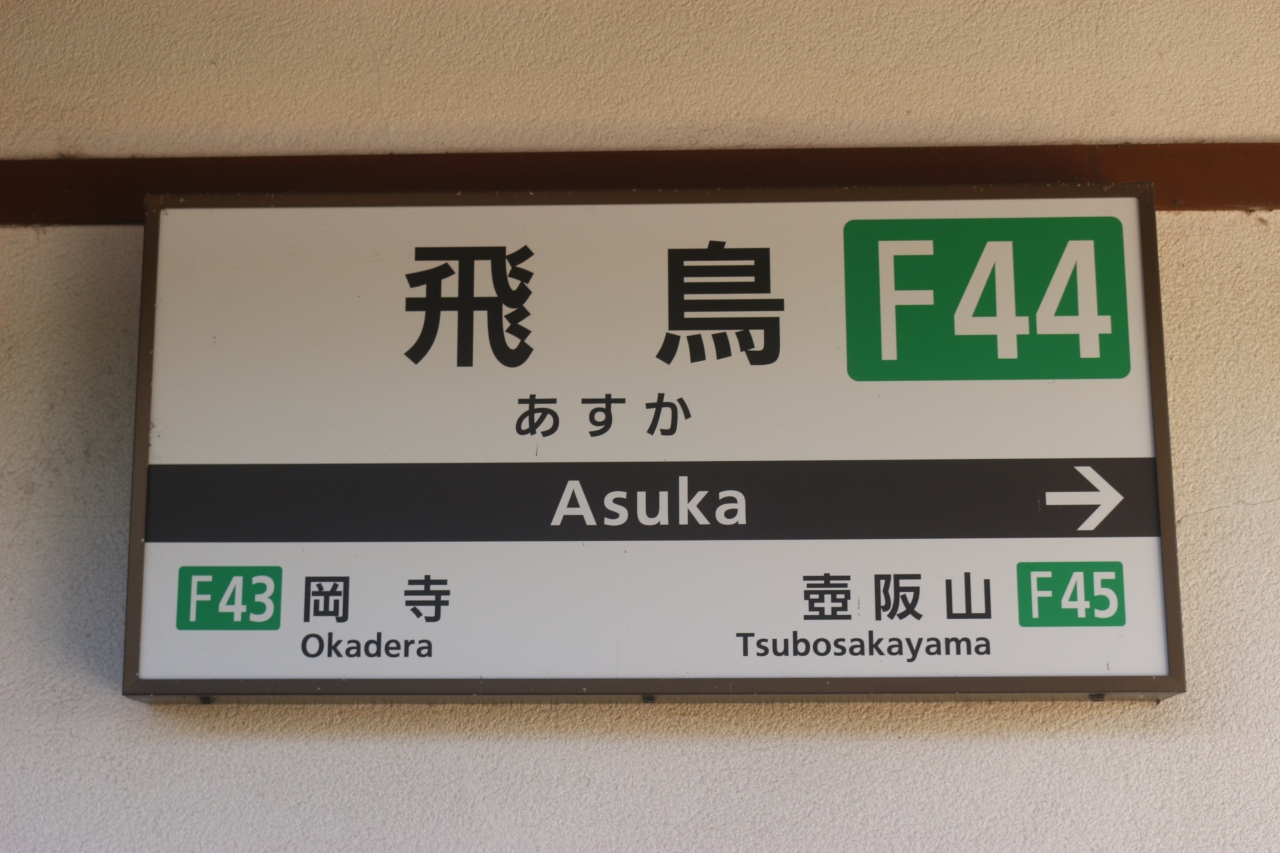 飛鳥 F44
あすか
Asuka →
F43 岡寺 壺阪山 F45
Okadera Tsubosakayama